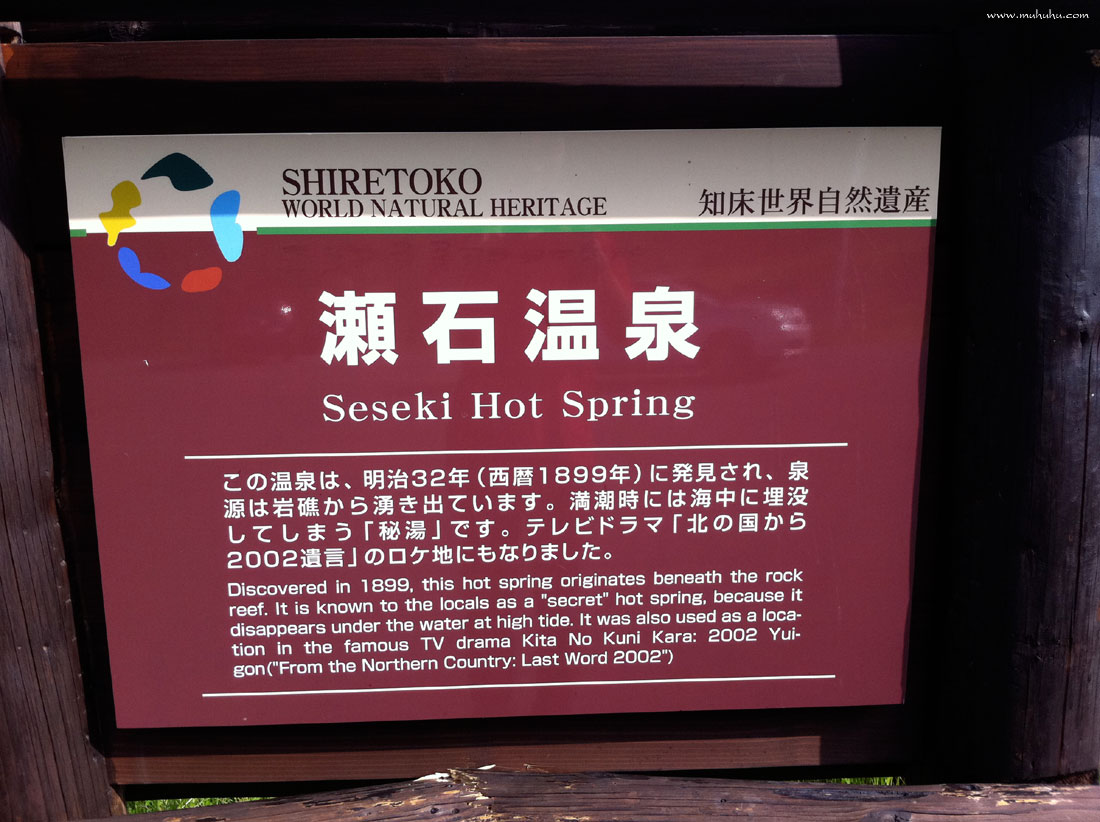 www.muhuhu.com
SHIRETOKO
WORLD NATURAL HERITAGE
知床世界自然遺産
瀬石温泉
Seseki Hot Spring
この温泉は、明治32年（西暦1899年）に発見され、泉
源は岩礁から湧き出ています。満潮時には海中に埋没
してしまう「秘湯」です。テレビドラマ「北の国から
2002遺言」のロケ地にもなりました。
Discovered in 1899, this hot spring originates beneath the rock
reef. It is known to the locals as a "secret" hot spring, because it
disappears under the water at high tide. It was also used as a loca-
tion in the famous TV drama Kita No Kuni Kara: 2002 Yui-
gon("From the Northern Country: Last Word 2002")